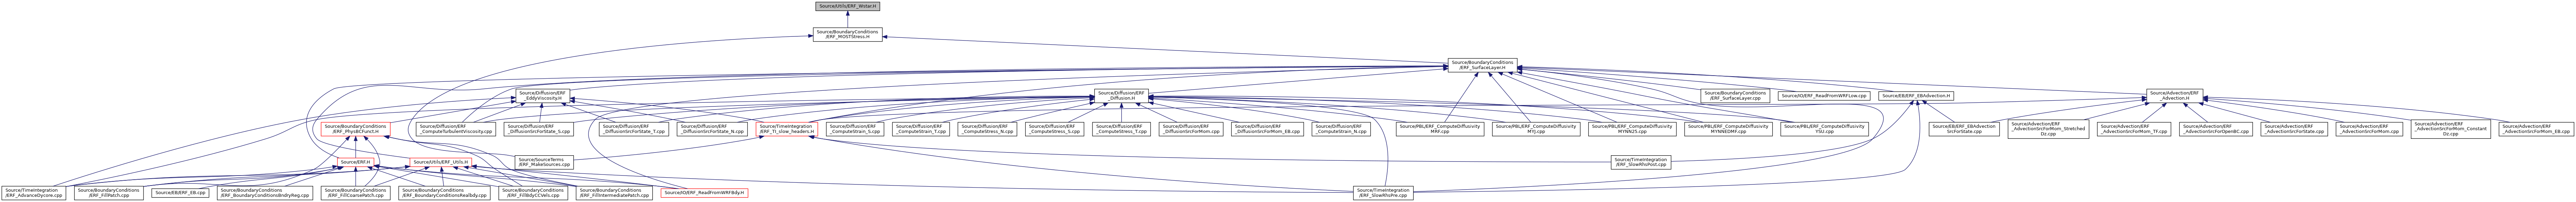 Source/Utils/ERF_Wstar.H
Source/BoundaryConditions
/ERF_MOSTStress.H
Source/BoundaryConditions
/ERF_SurfaceLayer.H
Source/Diffusion/ERF
_EddyViscosity.H
Source/Diffusion/ERF
_Diffusion.H
Source/BoundaryConditions
/ERF_SurfaceLayer.cpp
Source/IO/ERF_ReadFromWRFLow.cpp
Source/EB/ERF_EBAdvection.H
Source/Advection/ERF
_Advection.H
Source/BoundaryConditions
/ERF_PhysBCFunct.H
Source/Diffusion/ERF
_ComputeTurbulentViscosity.cpp
Source/Diffusion/ERF
_DiffusionSrcForState_S.cpp
Source/Diffusion/ERF
_DiffusionSrcForState_T.cpp
Source/Diffusion/ERF
_DiffusionSrcForState_N.cpp
Source/TimeIntegration
/ERF_TI_slow_headers.H
Source/Diffusion/ERF
_ComputeStrain_S.cpp
Source/Diffusion/ERF
_ComputeStrain_T.cpp
Source/Diffusion/ERF
_ComputeStress_N.cpp
Source/Diffusion/ERF
_ComputeStress_S.cpp
Source/Diffusion/ERF
_ComputeStress_T.cpp
Source/Diffusion/ERF
_DiffusionSrcForMom.cpp
Source/Diffusion/ERF
_DiffusionSrcForMom_EB.cpp
Source/Diffusion/ERF
_ComputeStrain_N.cpp
Source/PBL/ERF_ComputeDiffusivity
MRF.cpp
Source/PBL/ERF_ComputeDiffusivity
MYJ.cpp
Source/PBL/ERF_ComputeDiffusivity
MYNN25.cpp
Source/PBL/ERF_ComputeDiffusivity
MYNNEDMF.cpp
Source/PBL/ERF_ComputeDiffusivity
YSU.cpp
Source/EB/ERF_EBAdvection
SrcForState.cpp
Source/Advection/ERF
_AdvectionSrcForMom_Stretched
Dz.cpp
Source/Advection/ERF
_AdvectionSrcForMom_TF.cpp
Source/Advection/ERF
_AdvectionSrcForOpenBC.cpp
Source/Advection/ERF
_AdvectionSrcForState.cpp
Source/Advection/ERF
_AdvectionSrcForMom.cpp
Source/Advection/ERF
_AdvectionSrcForMom_Constant
Dz.cpp
Source/Advection/ERF
_AdvectionSrcForMom_EB.cpp
Source/ERF.H
Source/Utils/ERF_Utils.H
Source/SourceTerms
/ERF_MakeSources.cpp
Source/TimeIntegration
/ERF_SlowRhsPost.cpp
Source/TimeIntegration
/ERF_AdvanceDycore.cpp
Source/BoundaryConditions
/ERF_FillPatch.cpp
Source/EB/ERF_EB.cpp
Source/BoundaryConditions
/ERF_BoundaryConditionsBndryReg.cpp
Source/BoundaryConditions
/ERF_FillCoarsePatch.cpp
Source/BoundaryConditions
/ERF_BoundaryConditionsRealbdy.cpp
Source/BoundaryConditions
/ERF_FillBdyCCVels.cpp
Source/BoundaryConditions
/ERF_FillIntermediatePatch.cpp
Source/IO/ERF_ReadFromWRFBdy.H
Source/TimeIntegration
/ERF_SlowRhsPre.cpp